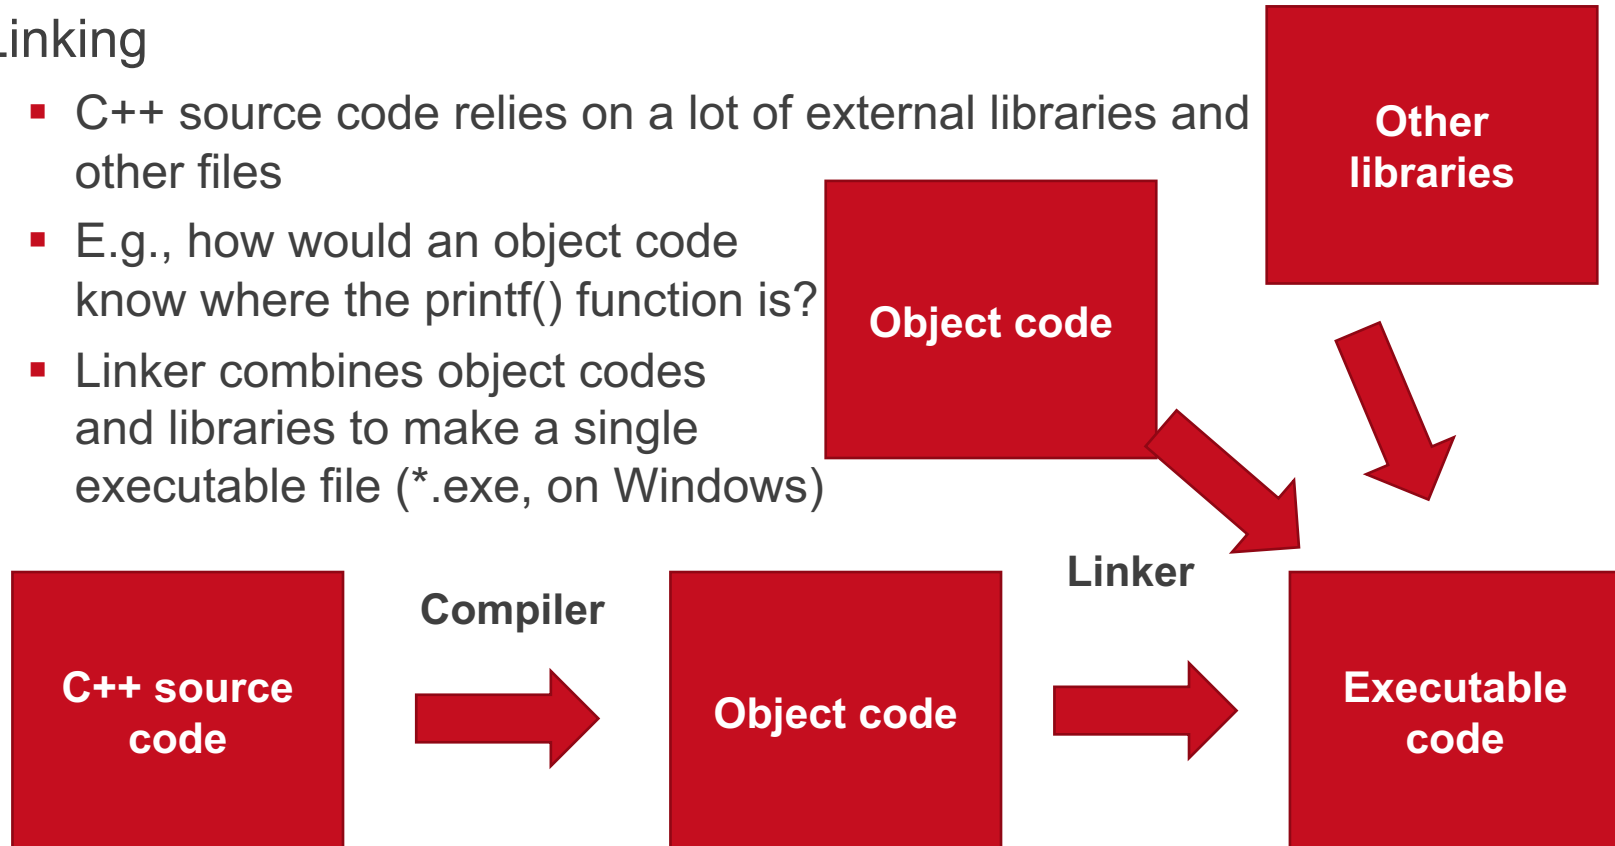 Linking
▪ C++ source code relies on a lot of external libraries and
other files
▪ E.g., how would an object code
know where the printf() function is?
▪ Linker combines object codes
and libraries to make a single
executable file (*.exe, on Windows)
Other
libraries
Object code
C++ source
code
Compiler
Object code
Linker
Executable
code